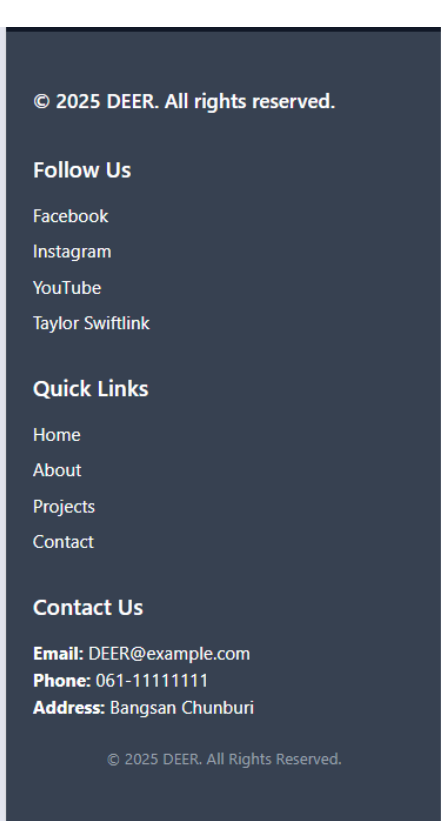 © 2025 DEER. All rights reserved.
Follow Us
Facebook
Instagram
YouTube
Taylor Swiftlink
Quick Links
Home
About
Projects
Contact
Contact Us
Email: DEER@example.com
Phone: 061-11111111
Address: Bangsan Chunburi
© 2025 DEER. All Rights Reserved.